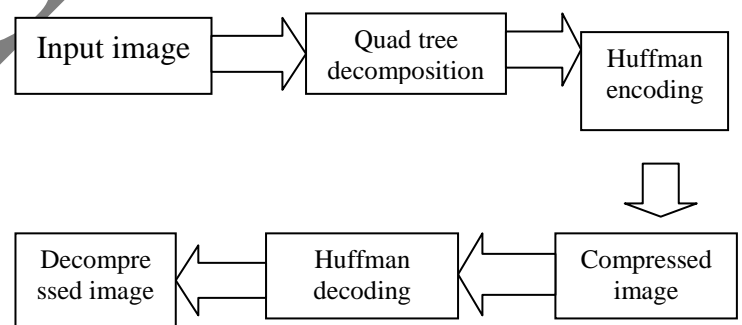 Input image
Quad tree
decomposition
Huffman
encoding
Compressed
image
Huffman
decoding
Decompre
ssed image